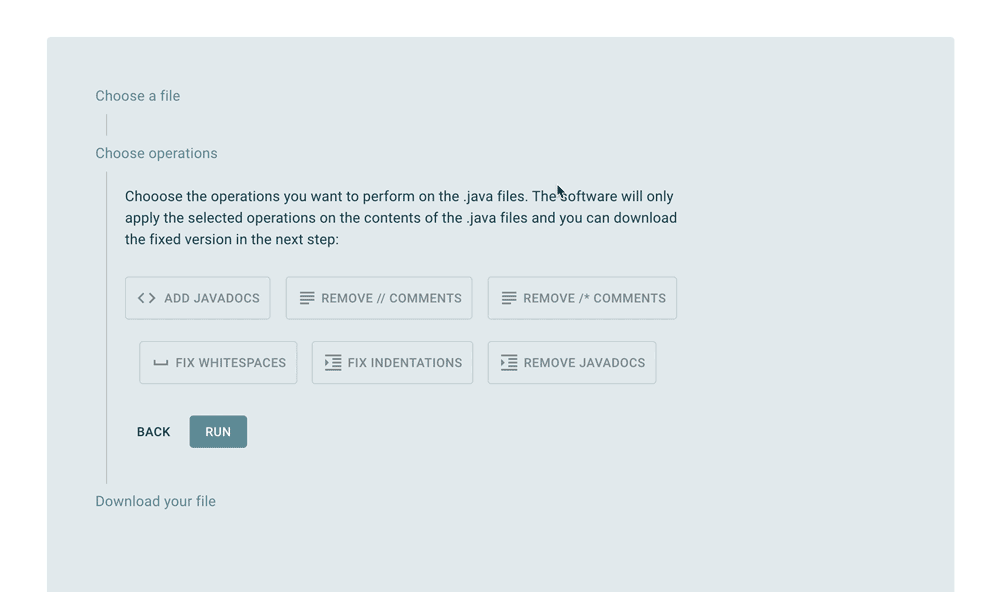 Choose a file
Choose operations
Chooose the operations you want to perform on the .java files. The software will only
apply the selected operations on the contents of the .java files and you can download
the fixed version in the next step:
ADD JAVADOCS
REMOVE // COMMENTS
REMOVE /* COMMENTS
FIX WHITESPACES
FIX INDENTATIONS
REMOVE JAVADOCS
BACK
RUN
Download your file